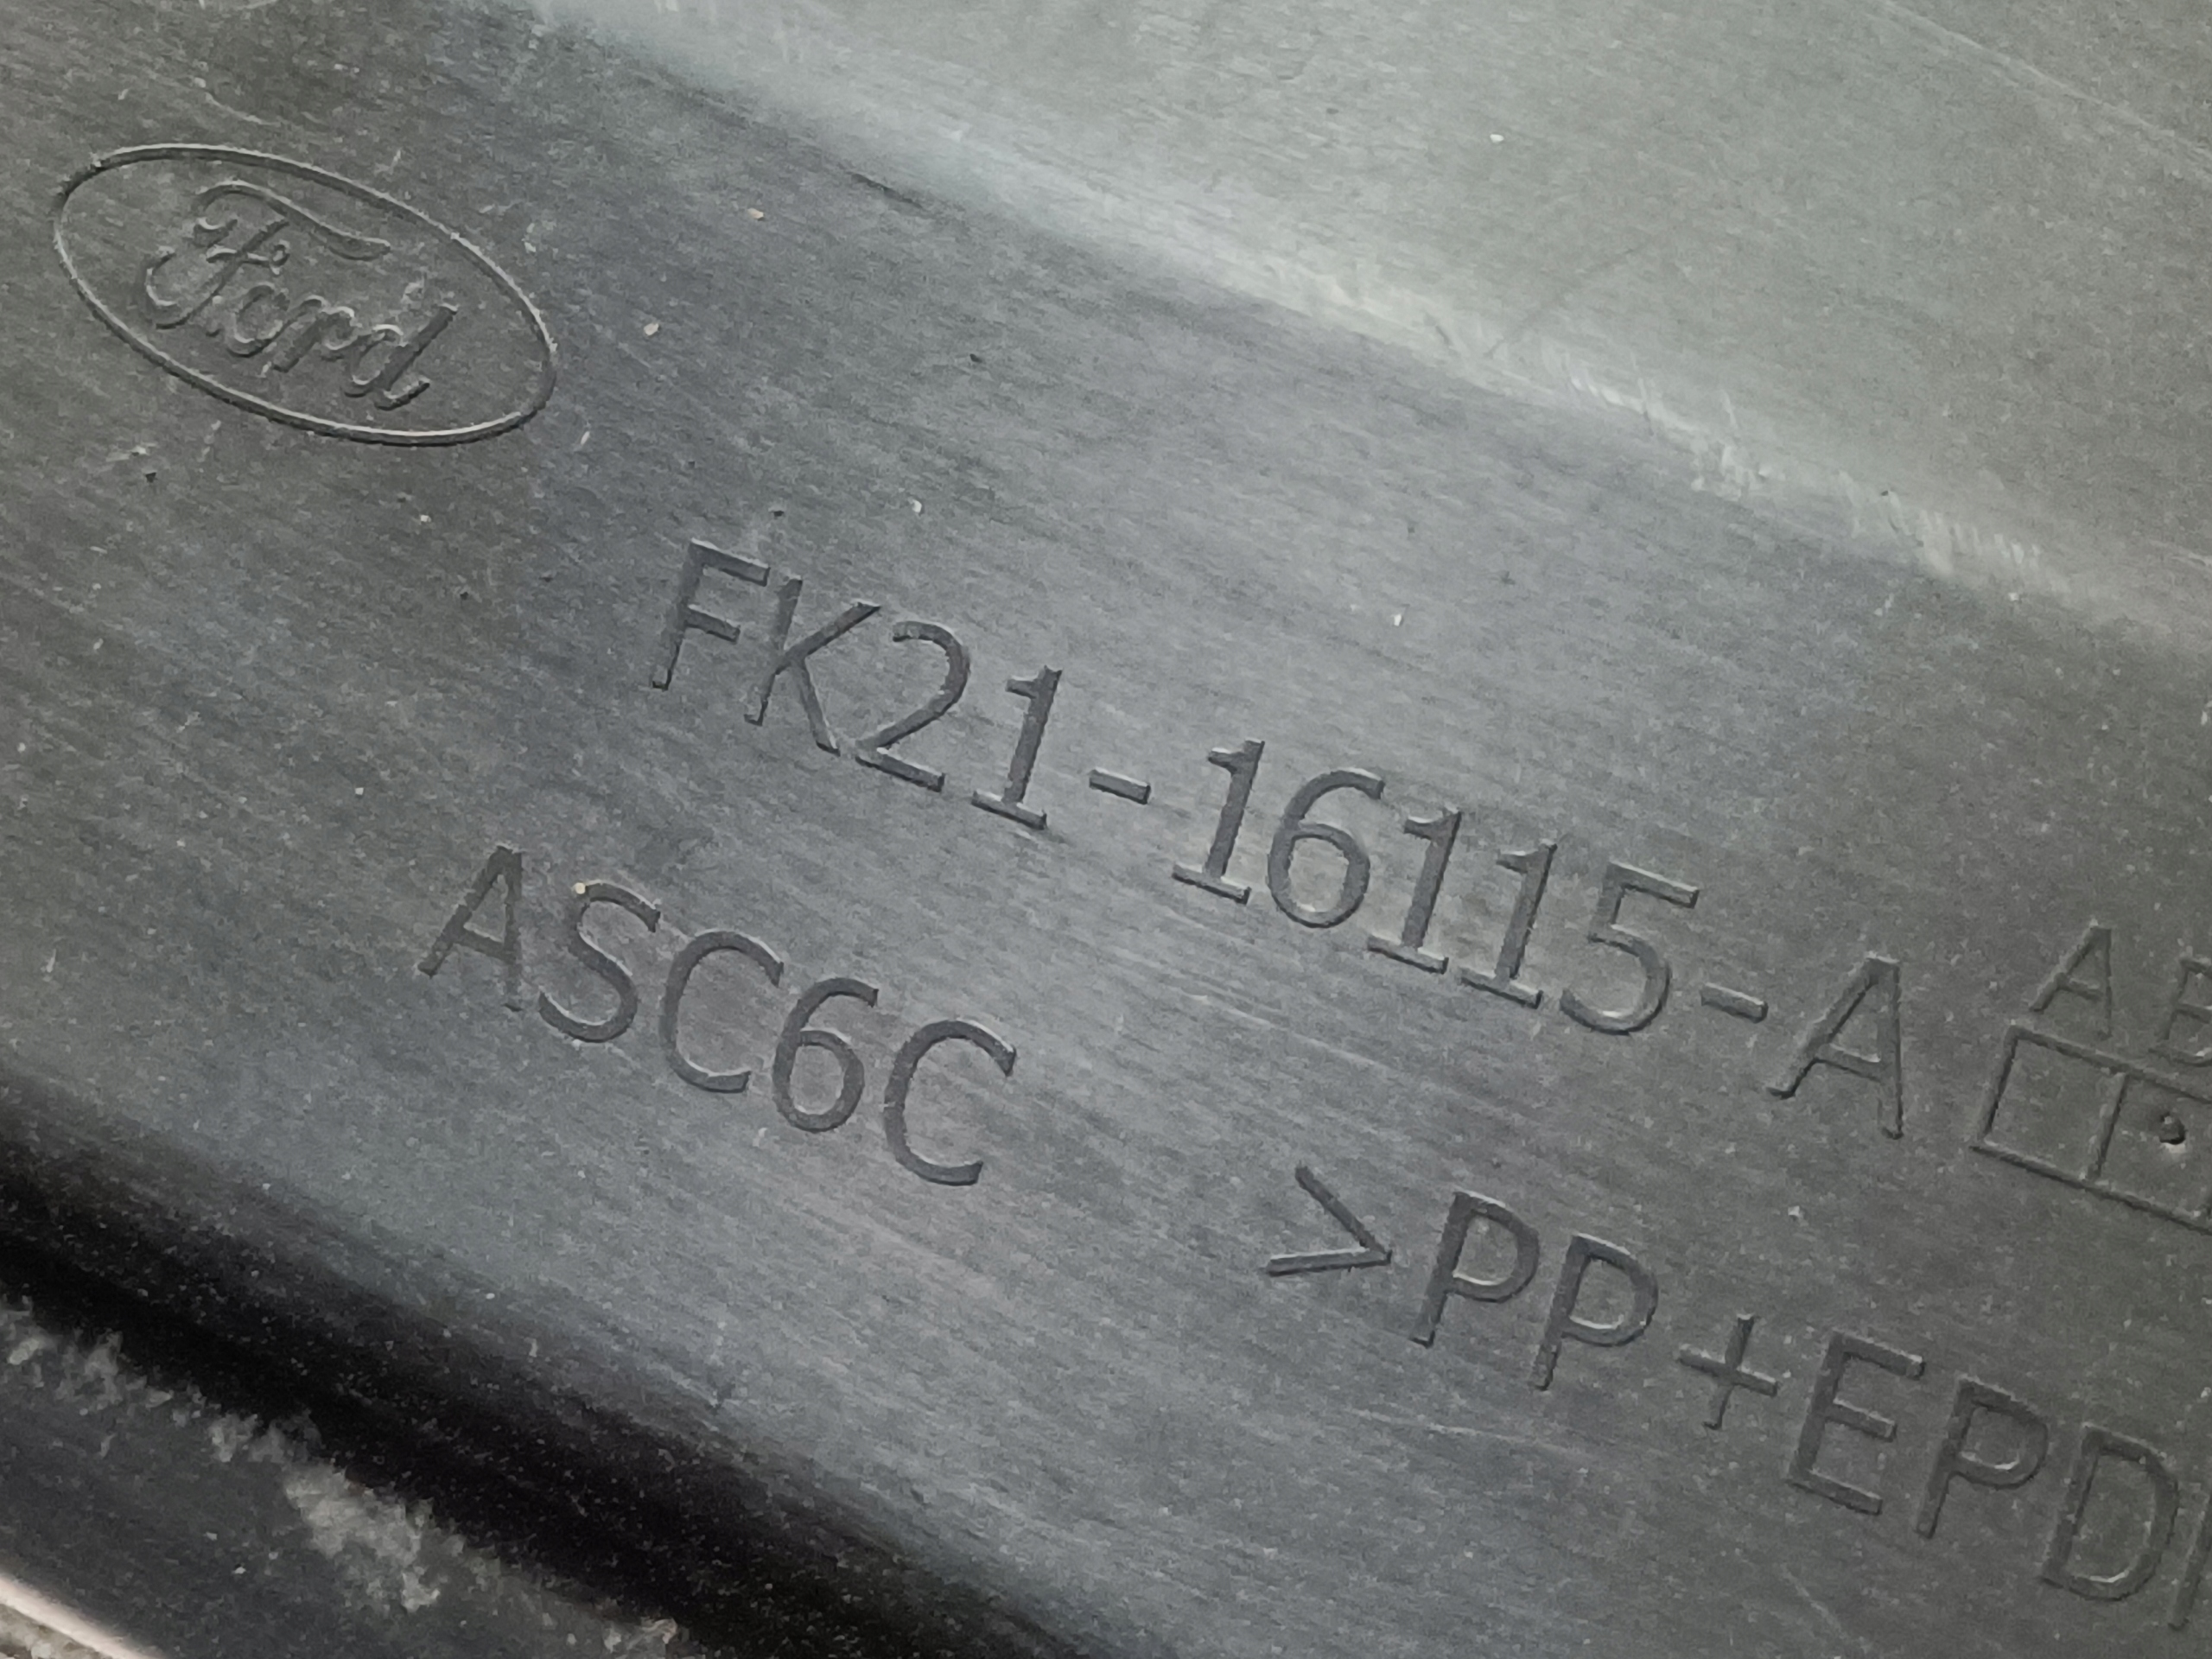 Ford
FK21-16115-A
A
ASC6C
>PP+EPD